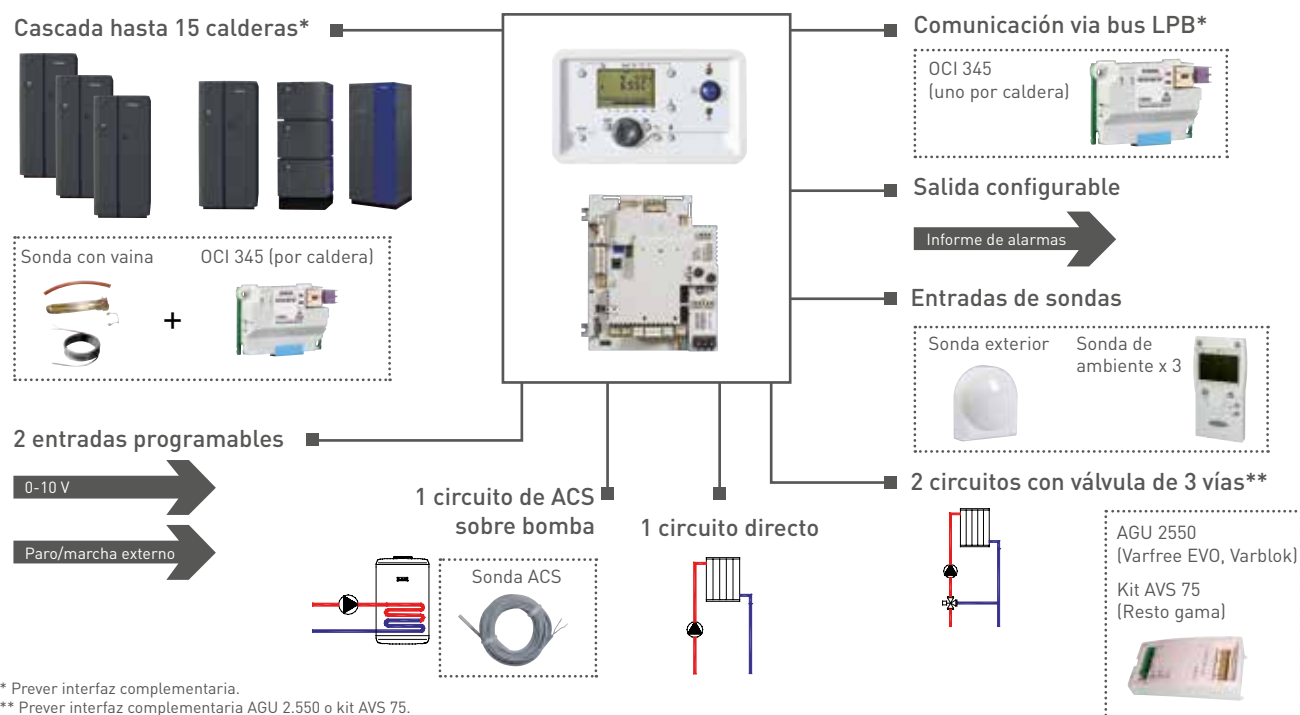 Cascada hasta 15 calderas*
Sonda con vaina
OCI 345 (por caldera)
+
2 entradas programables
0-10 V
Paro/marcha externo
1 circuito de ACS
sobre bomba
Sonda ACS
1 circuito directo
Comunicación via bus LPB*
OCI 345
(uno por caldera)
Salida configurable
Informe de alarmas
Entradas de sondas
Sonda exterior
Sonda de
ambiente x 3
2 circuitos con válvula de 3 vías**
AGU 2550
(Varfree EVO, Varblok)
Kit AVS 75
(Resto gama)
* Prever interfaz complementaria.
** Prever interfaz complementaria AGU 2.550 o kit AVS 75.